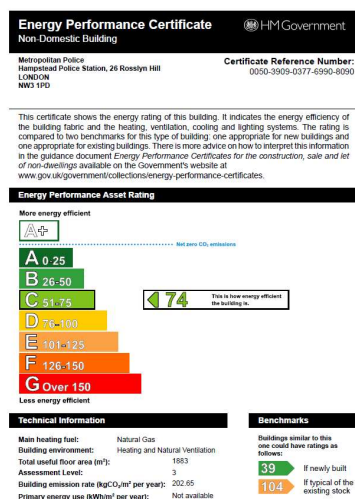 Energy Performance Certificate
HM Government
Non-Domestic Building
Metropolitan Police
Hampstead Police Station, 26 Rosslyn Hill
LONDON
NW3 1PD
Certificate Reference Number:
0050-3909-0377-6990-8090
This certificate shows the energy rating of this building. It indicates the energy efficiency of
the building fabric and the heating, ventilation, cooling and lighting systems. The rating is
compared to two benchmarks for this type of building: one appropriate for new buildings and
one appropriate for existing buildings. There is more advice on how to interpret this information
in the guidance document Energy Performance Certificates for the construction, sale and let
of non-dwellings available on the Government's website at
www.gov.uk/government/collections/energy-performance-certificates.
Energy Performance Asset Rating
More energy efficient
A+
Net zero CO₂ emissions
A 0-25
B 26-50
C 51-75
74
This is how energy efficient
the building is.
D 76-100
E 101-125
F 126-150
G Over 150
Less energy efficient
Technical Information
Main heating fuel: Natural Gas
Building environment: Heating and Natural Ventilation
Total useful floor area (m²): 1883
Assessment Level: 3
Building emission rate (kgCO₂/m² per year): 202.65
Primary energy use (kWh/m² per year): Not available
Benchmarks
Buildings similar to this
one could have ratings as
follows:
39 If newly built
104 If typical of the
existing stock